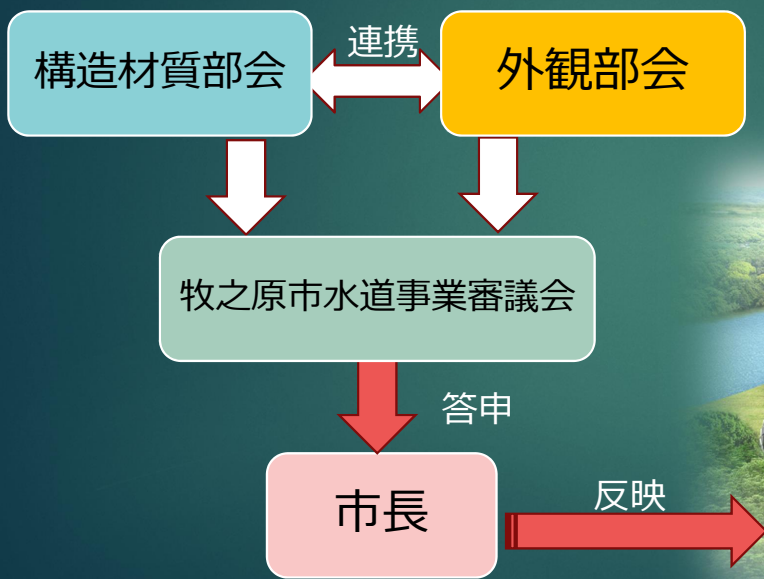 連携
構造材質部会
外観部会
牧之原市水道事業審議会
答申
市長
反映